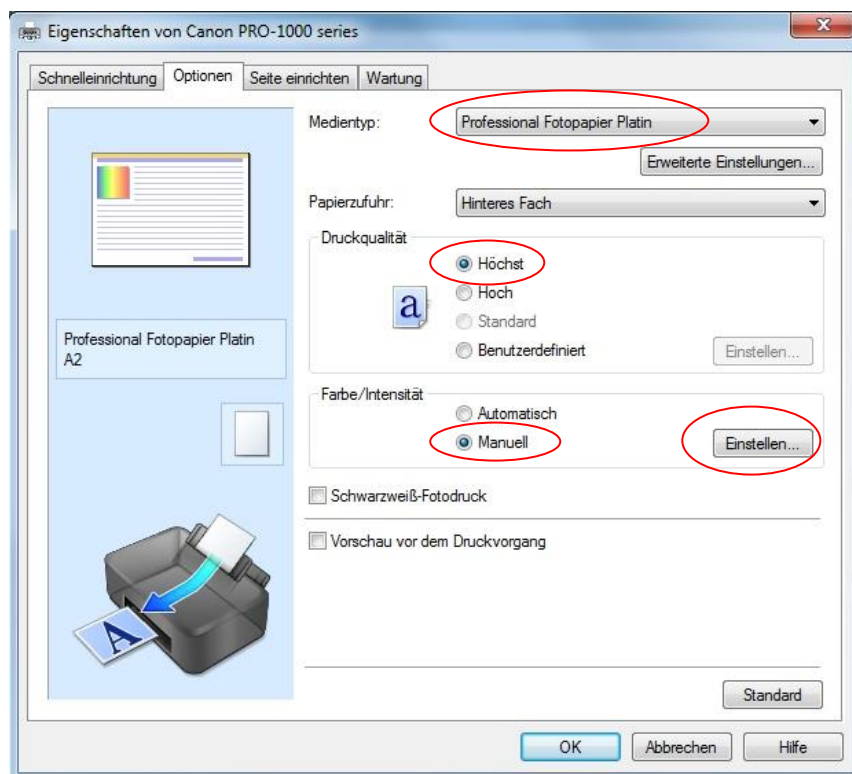 Eigenschaften von Canon PRO-1000 series
Schnelleinrichtung Optionen Seite einrichten Wartung
Medientyp: Professional Fotopapier Platin
Erweiterte Einstellungen...
Papierzufuhr: Hinteres Fach
Druckqualität
Höchst
a
Hoch
Standard
Professional Fotopapier Platin
A2
Benutzerdefiniert Einstellen...
Farbe/Intensität
Automatisch
Manuell Einstellen...
Schwarzweiß-Fotodruck
Vorschau vor dem Druckvorgang
A
Standard
OK Abbrechen Hilfe